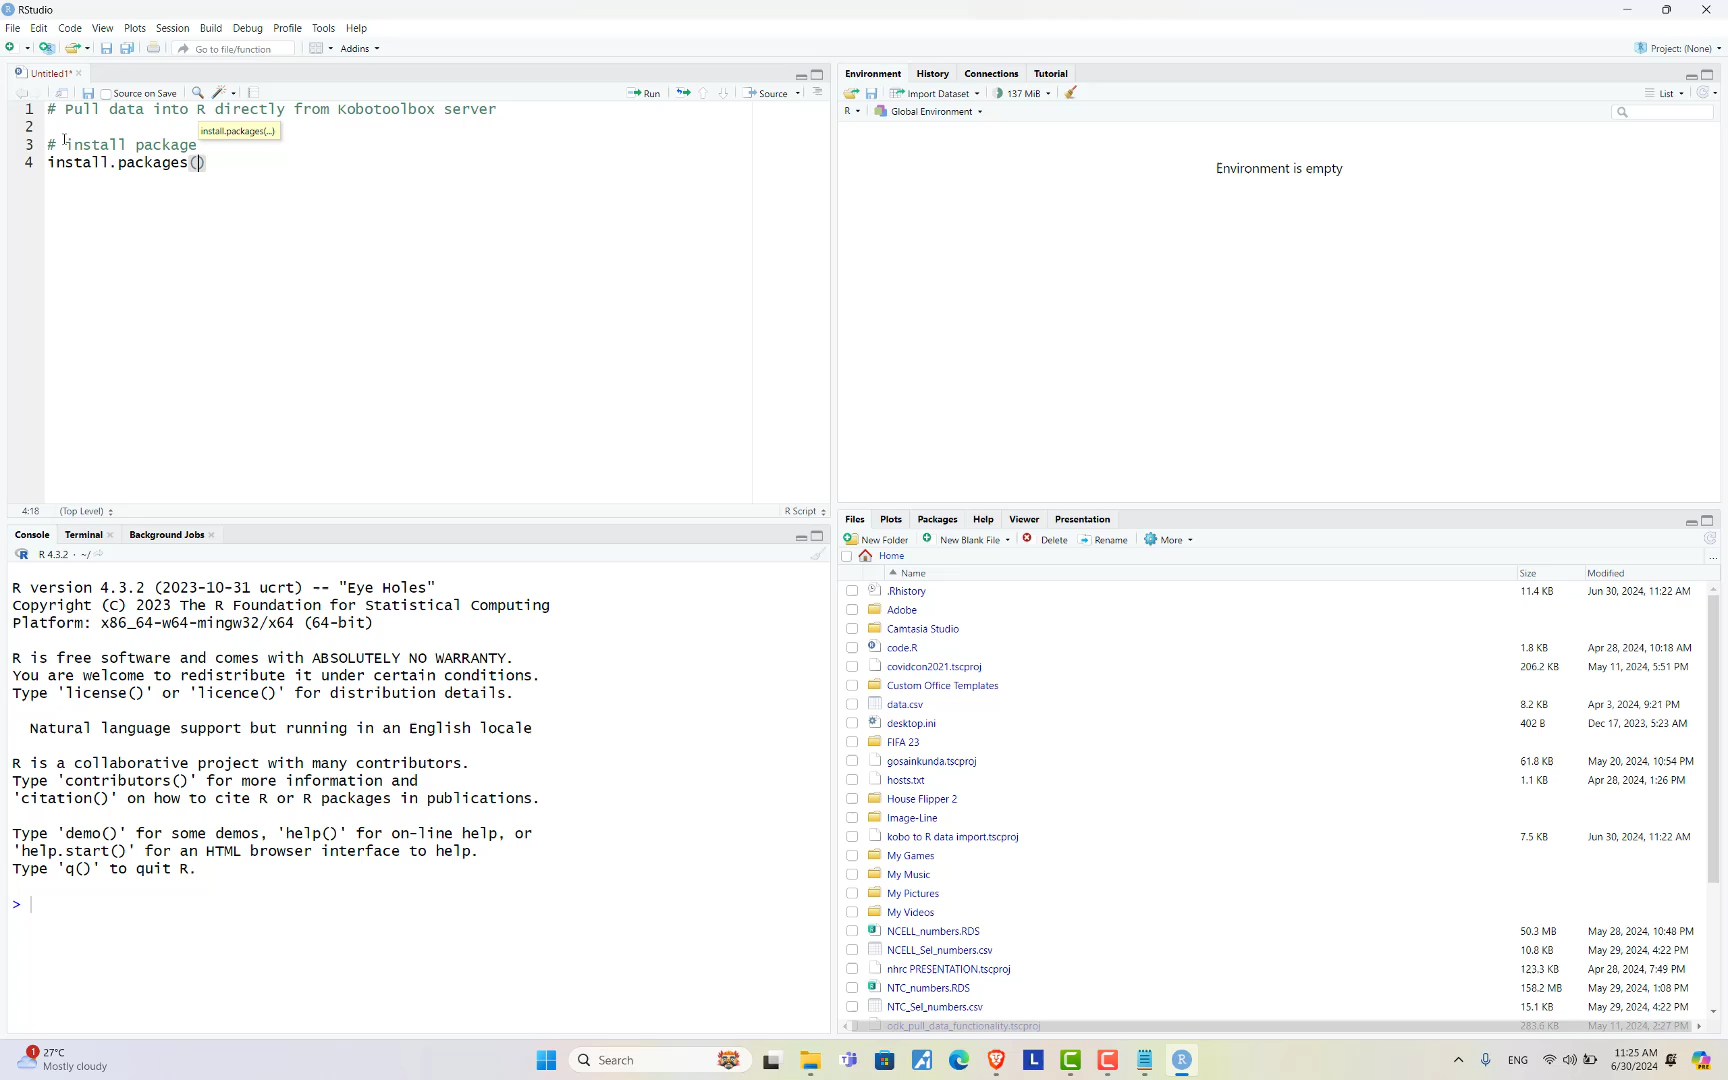 RStudio
File Edit Code View Plots Session Build Debug Profile Tools Help
Go to file/function Addins Project: (None)
Untitled1*
Source on Save Run Source
1 # Pull data into R directly from Kobotoolbox server
2
install.packages(...)
3 # install package
4 install.packages()
4:18 (Top Level) R Script
Console Terminal Background Jobs
R 4.3.2 · ~/
R version 4.3.2 (2023-10-31 ucrt) -- "Eye Holes"
Copyright (C) 2023 The R Foundation for Statistical Computing
Platform: x86_64-w64-mingw32/x64 (64-bit)
R is free software and comes with ABSOLUTELY NO WARRANTY.
You are welcome to redistribute it under certain conditions.
Type 'license()' or 'licence()' for distribution details.
Natural language support but running in an English locale
R is a collaborative project with many contributors.
Type 'contributors()' for more information and
'citation()' on how to cite R or R packages in publications.
Type 'demo()' for some demos, 'help()' for on-line help, or
'help.start()' for an HTML browser interface to help.
Type 'q()' to quit R.
>
Environment History Connections Tutorial
Import Dataset 137 MiB List
R Global Environment
Environment is empty
Files Plots Packages Help Viewer Presentation
New Folder New Blank File Delete Rename More
Home ...
Name Size Modified
.Rhistory 11.4 KB Jun 30, 2024, 11:22 AM
Adobe
Camtasia Studio
code.R 1.8 KB Apr 28, 2024, 10:18 AM
covidcon2021.tscproj 206.2 KB May 11, 2024, 5:51 PM
Custom Office Templates
data.csv 8.2 KB Apr 3, 2024, 9:21 PM
desktop.ini 402 B Dec 17, 2023, 5:23 AM
FIFA 23
gosainkunda.tscproj 61.8 KB May 20, 2024, 10:54 PM
hosts.txt 1.1 KB Apr 28, 2024, 1:26 PM
House Flipper 2
Image-Line
kobo to R data import.tscproj 7.5 KB Jun 30, 2024, 11:22 AM
My Games
My Music
My Pictures
My Videos
NCELL_numbers.RDS 50.3 MB May 28, 2024, 10:48 PM
NCELL_Sel_numbers.csv 10.8 KB May 29, 2024, 4:22 PM
nhrc PRESENTATION.tscproj 123.3 KB Apr 28, 2024, 7:49 PM
NTC_numbers.RDS 158.2 MB May 29, 2024, 1:08 PM
NTC_Sel_numbers.csv 15.1 KB May 29, 2024, 4:22 PM
odk_pull_data_functionality.tscproj 283.6 KB May 11, 2024, 2:27 PM
1 27°C
Mostly cloudy
Search
L
R
ENG
11:25 AM
6/30/2024
PRE